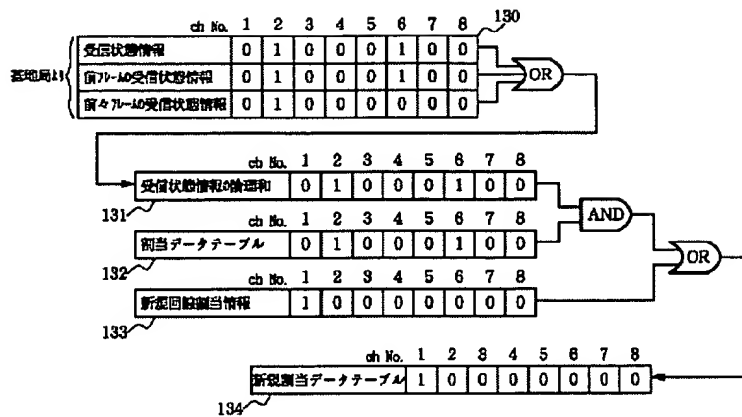 130
ch No. 1 2 3 4 5 6 7 8
基地局より
受信状態情報 0 1 0 0 0 1 0 0
前フレームの受信状態情報 0 1 0 0 0 1 0 0
前々フレームの受信状態情報 0 1 0 0 0 0 0 0
OR
ch No. 1 2 3 4 5 6 7 8
受信状態情報の論理和 0 1 0 0 0 1 0 0
131
AND
ch No. 1 2 3 4 5 6 7 8
割当データテーブル 0 1 0 0 0 1 0 0
132
OR
ch No. 1 2 3 4 5 6 7 8
新規回線割当情報 1 0 0 0 0 0 0 0
133
ch No. 1 2 3 4 5 6 7 8
新規割当データテーブル 1 0 0 0 0 0 0 0
134